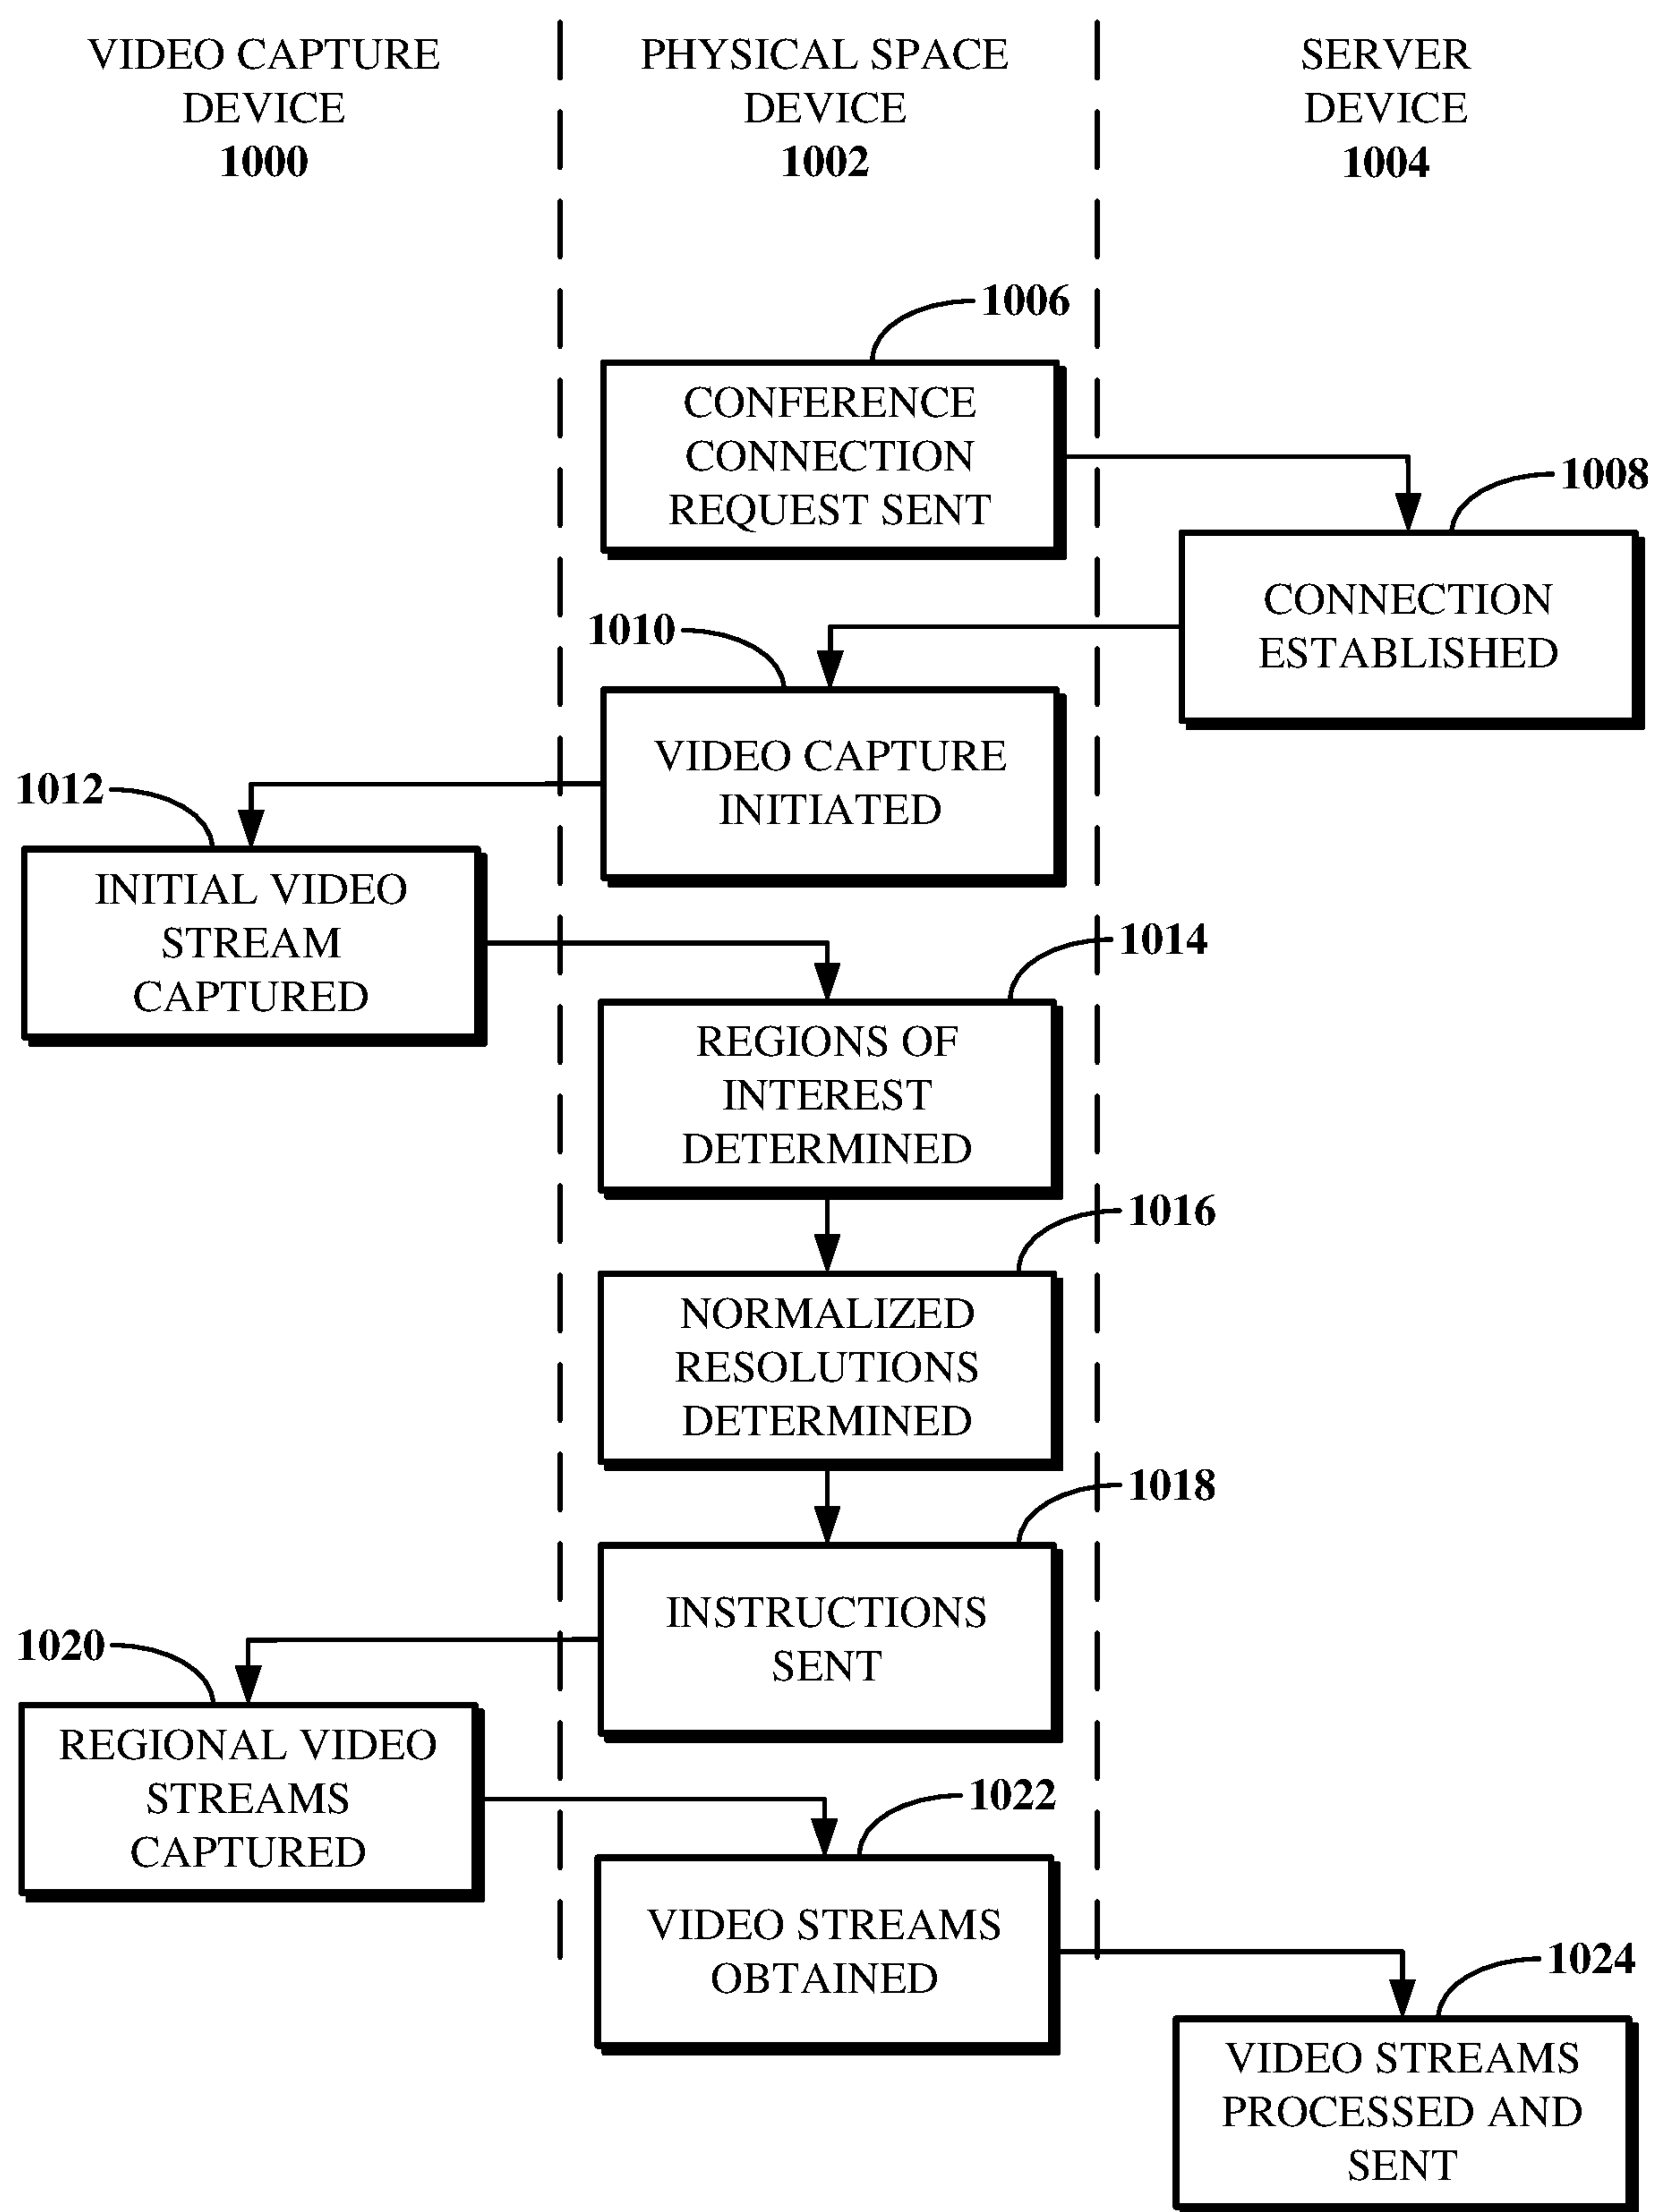 VIDEO CAPTURE
DEVICE
1000
PHYSICAL SPACE
DEVICE
1002
SERVER
DEVICE
1004
1006
CONFERENCE
CONNECTION
REQUEST SENT
1008
CONNECTION
ESTABLISHED
1010
VIDEO CAPTURE
INITIATED
1012
INITIAL VIDEO
STREAM
CAPTURED
1014
REGIONS OF
INTEREST
DETERMINED
1016
NORMALIZED
RESOLUTIONS
DETERMINED
1018
INSTRUCTIONS
SENT
1020
REGIONAL VIDEO
STREAMS
CAPTURED
1022
VIDEO STREAMS
OBTAINED
1024
VIDEO STREAMS
PROCESSED AND
SENT